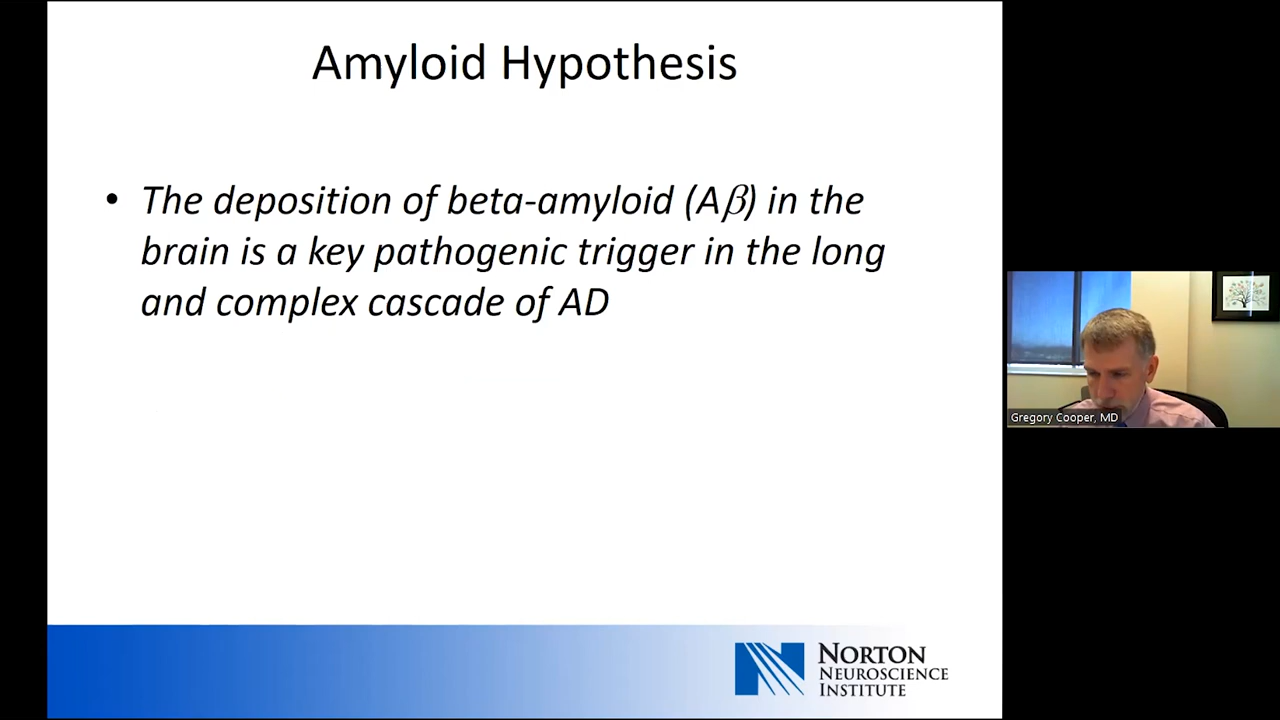 Amyloid Hypothesis
• The deposition of beta-amyloid (Aβ) in the
brain is a key pathogenic trigger in the long
and complex cascade of AD
Gregory Cooper, MD
NORTON
NEUROSCIENCE
INSTITUTE